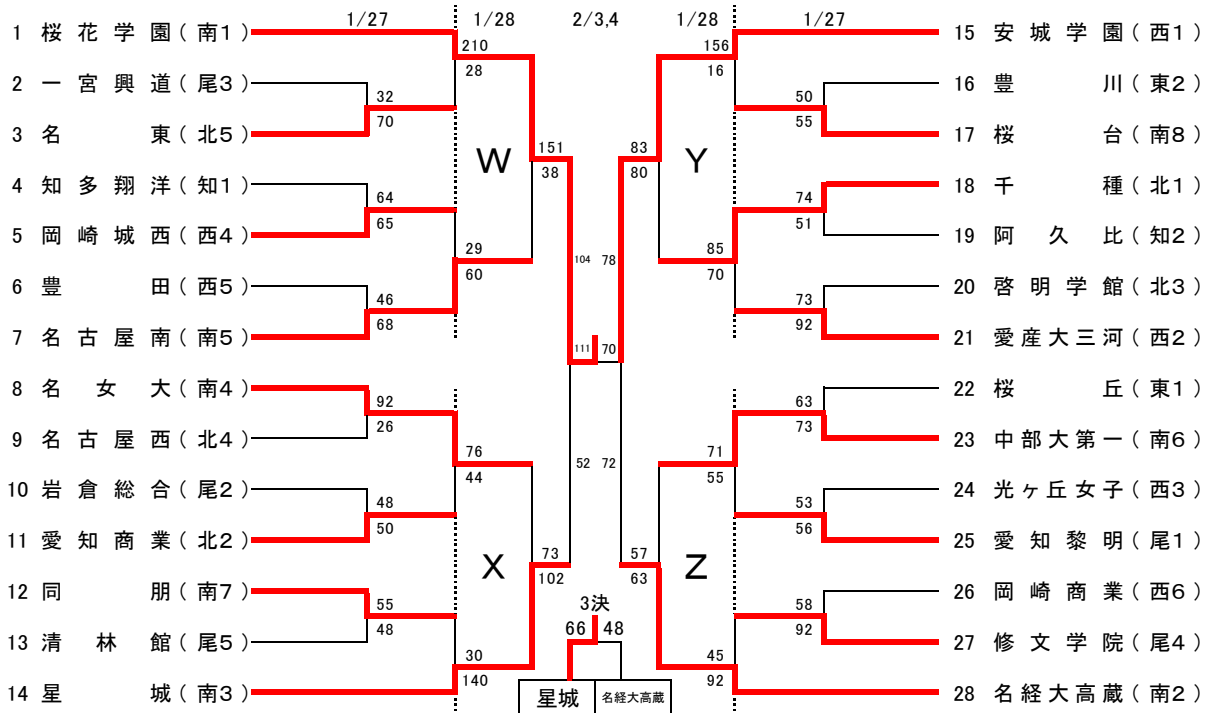 1/27 1/28 2/3,4 1/28 1/27
1 桜花学園(南1) 210 156 15 安城学園(西1)
28 16
2 一宮興道(尾3) 16 豊川(東2)
32 50
3 名東(北5) 70 55 17 桜台(南8)
W 151 83 Y
38 80
4 知多翔洋(知1) 18 千種(北1)
64 74
5 岡崎城西(西4) 65 51 19 阿久比(知2)
29 104 78 85
60 70
6 豊田(西5) 20 啓明学館(北3)
46 73
7 名古屋南(南5) 68 92 21 愛産大三河(西2)
111 70
8 名女大(南4) 22 桜丘(東1)
92 63
9 名古屋西(北4) 26 73 23 中部大第一(南6)
76 52 72 71
44 55
10 岩倉総合(尾2) 24 光ヶ丘女子(西3)
48 53
11 愛知商業(北2) 50 56 25 愛知黎明(尾1)
X 73 57 Z
102 63
12 同朋(南7) 3決 26 岡崎商業(西6)
55 58
13 清林館(尾5) 48 66 48 92 27 修文学院(尾4)
30 45
14 星城(南3) 140 星城 名経大高蔵 92 28 名経大高蔵(南2)